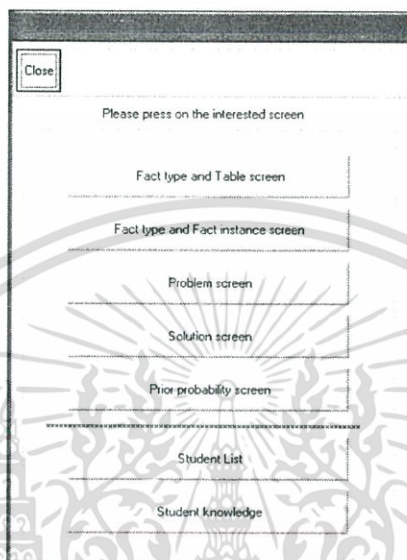 Close
Please press on the interested screen
Fact type and Table screen
Fact type and Fact instance screen
Problem screen
Solution screen
Prior probability screen
Student List
Student knowledge